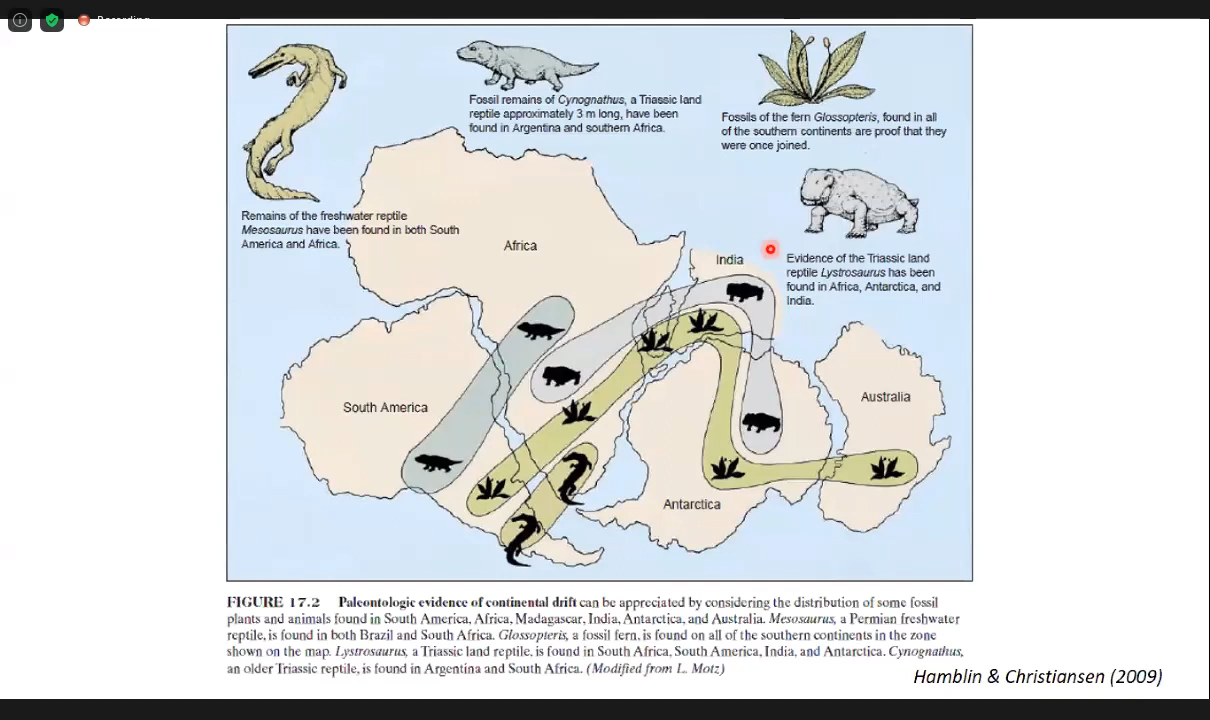 Recording
Fossil remains of Cynognathus, a Triassic land
reptile approximately 3 m long, have been
found in Argentina and southern Africa.
Fossils of the fern Glossopteris, found in all
of the southern continents are proof that they
were once joined.
Remains of the freshwater reptile
Mesosaurus have been found in both South
America and Africa.
Africa
India
Evidence of the Triassic land
reptile Lystrosaurus has been
found in Africa, Antarctica, and
India.
South America
Australia
Antarctica
FIGURE 17.2 Paleontologic evidence of continental drift can be appreciated by considering the distribution of some fossil
plants and animals found in South America, Africa, Madagascar, India, Antarctica, and Australia. Mesosaurus, a Permian freshwater
reptile, is found in both Brazil and South Africa. Glossopteris, a fossil fern, is found on all of the southern continents in the zone
shown on the map. Lystrosaurus, a Triassic land reptile, is found in South Africa, South America, India, and Antarctica. Cynognathus,
an older Triassic reptile, is found in Argentina and South Africa. (Modified from L. Motz)
Hamblin & Christiansen (2009)